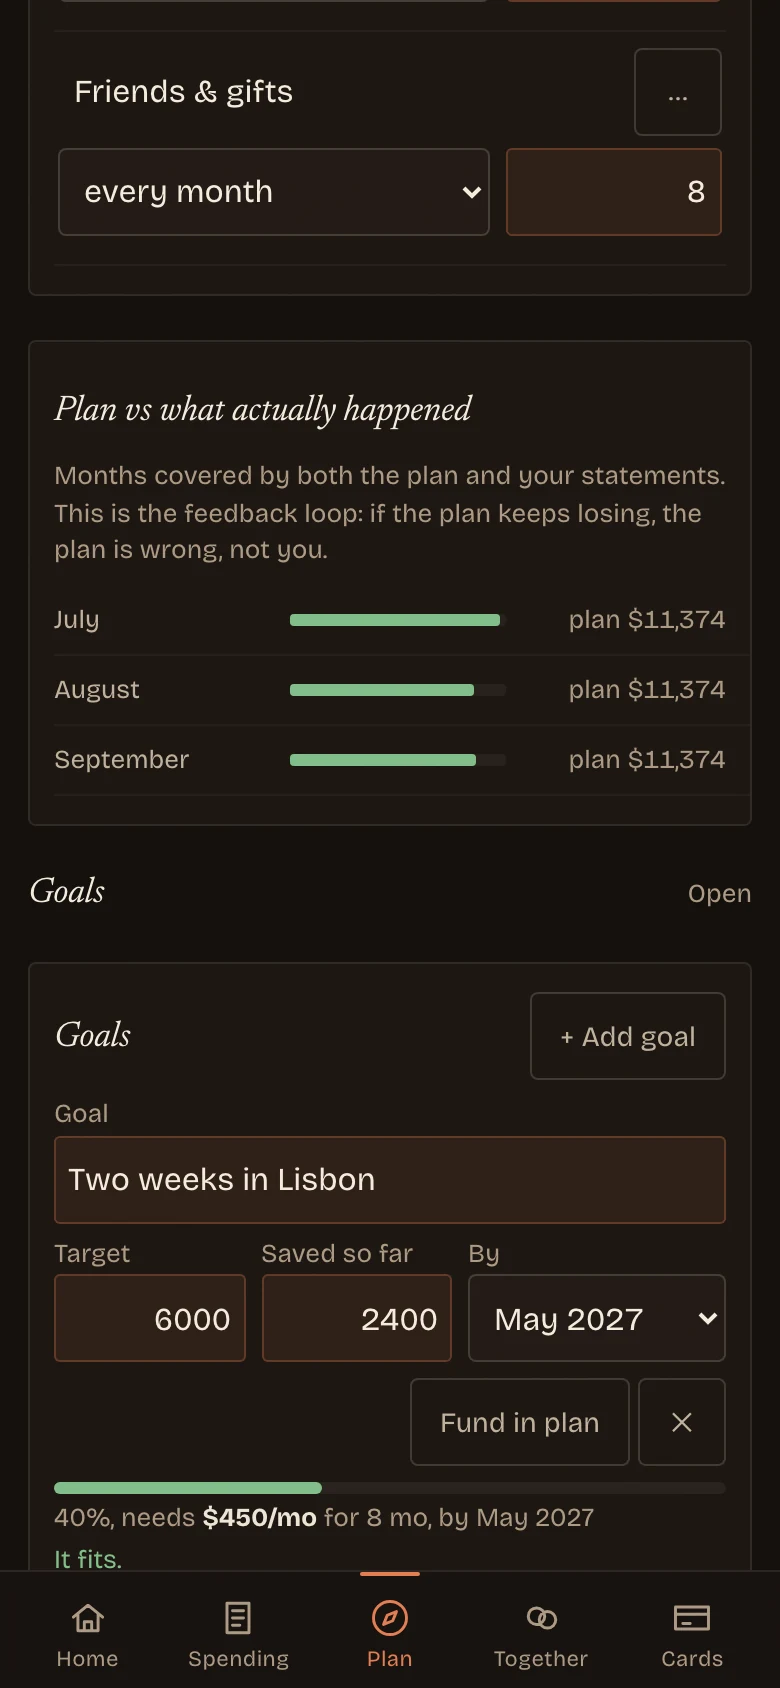 Friends & gifts
...
every month
8
Plan vs what actually happened
Months covered by both the plan and your statements.
This is the feedback loop: if the plan keeps losing, the
plan is wrong, not you.
July
plan $11,374
August
plan $11,374
September
plan $11,374
Goals
Open
Goals
+ Add goal
Goal
Two weeks in Lisbon
Target
Saved so far
By
6000
2400
May 2027
Fund in plan
40%, needs $450/mo for 8 mo, by May 2027
It fits.
Home
Spending
Plan
Together
Cards